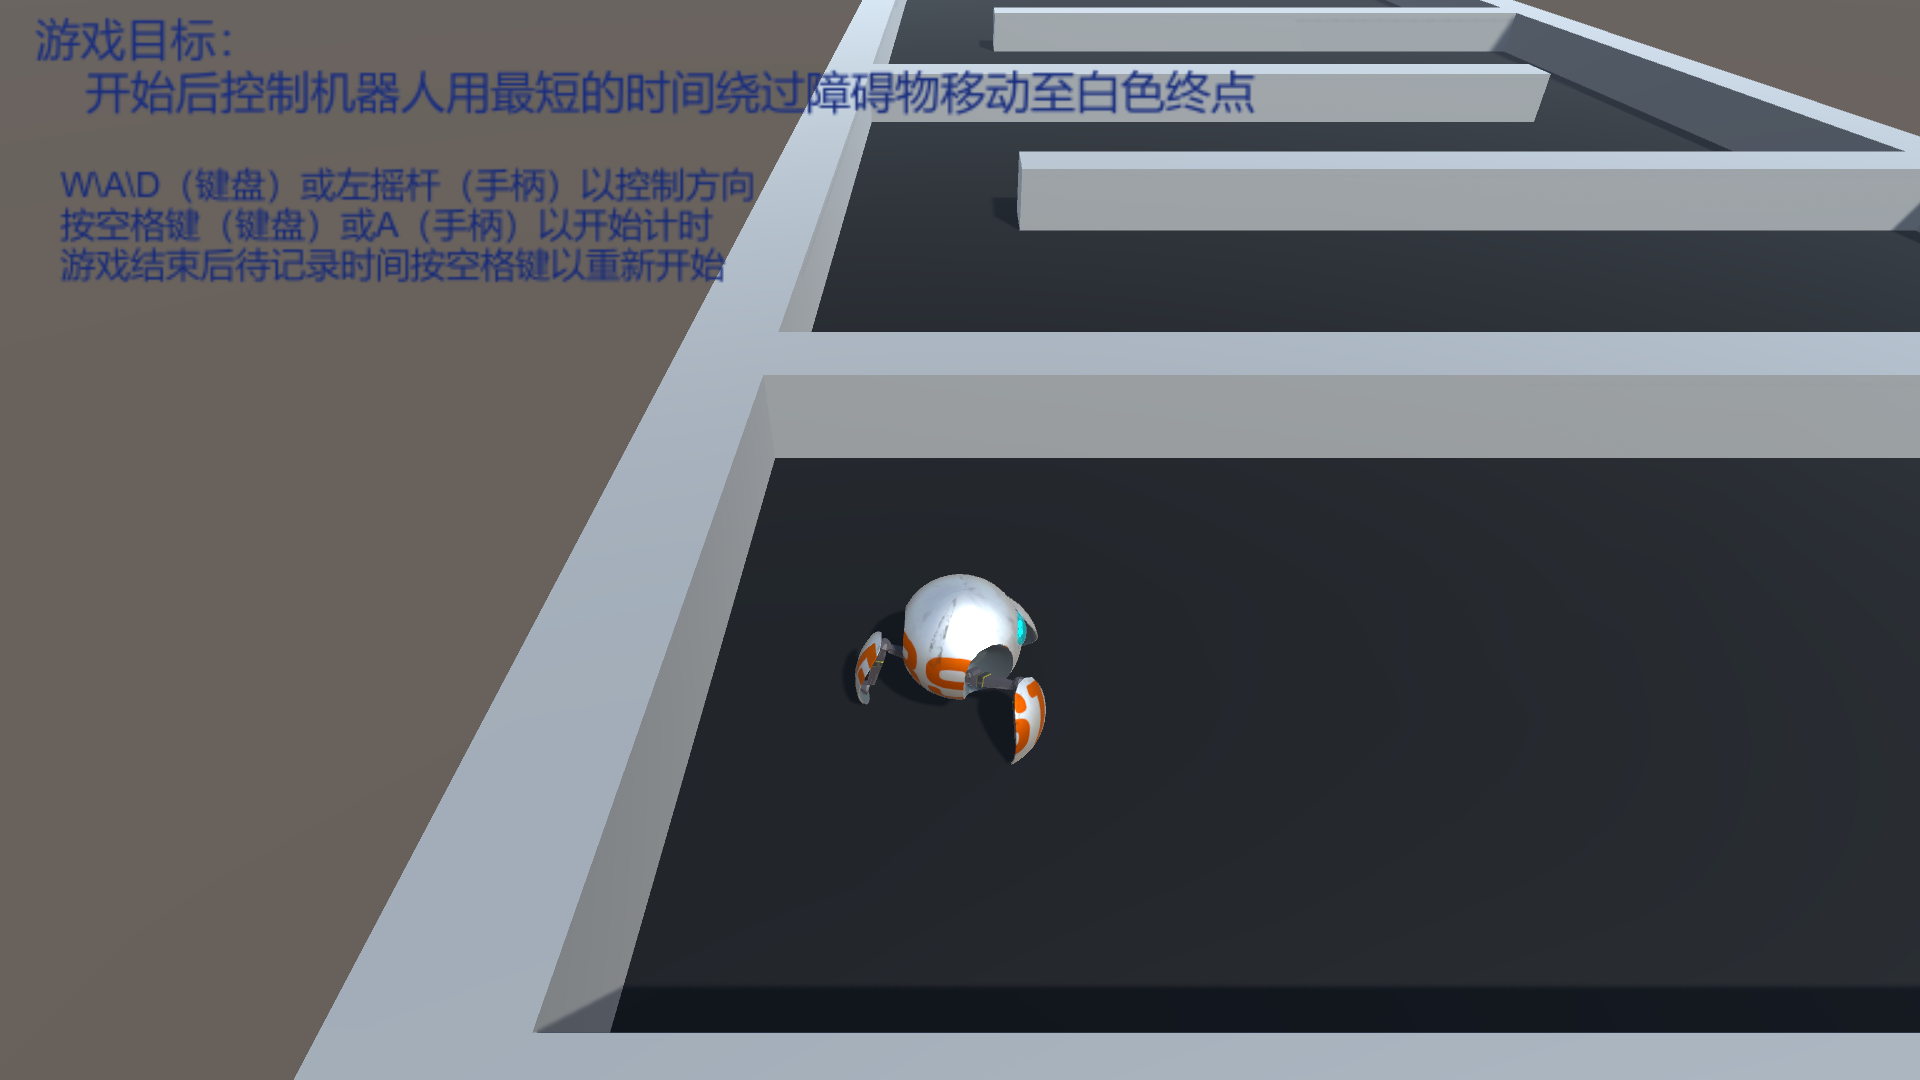 游戏目标：
开始后控制机器人用最短的时间绕过障碍物移动至白色终点
W\A\D（键盘）或左摇杆（手柄）以控制方向
按空格键（键盘）或A（手柄）以开始计时
游戏结束后待记录时间按空格键以重新开始